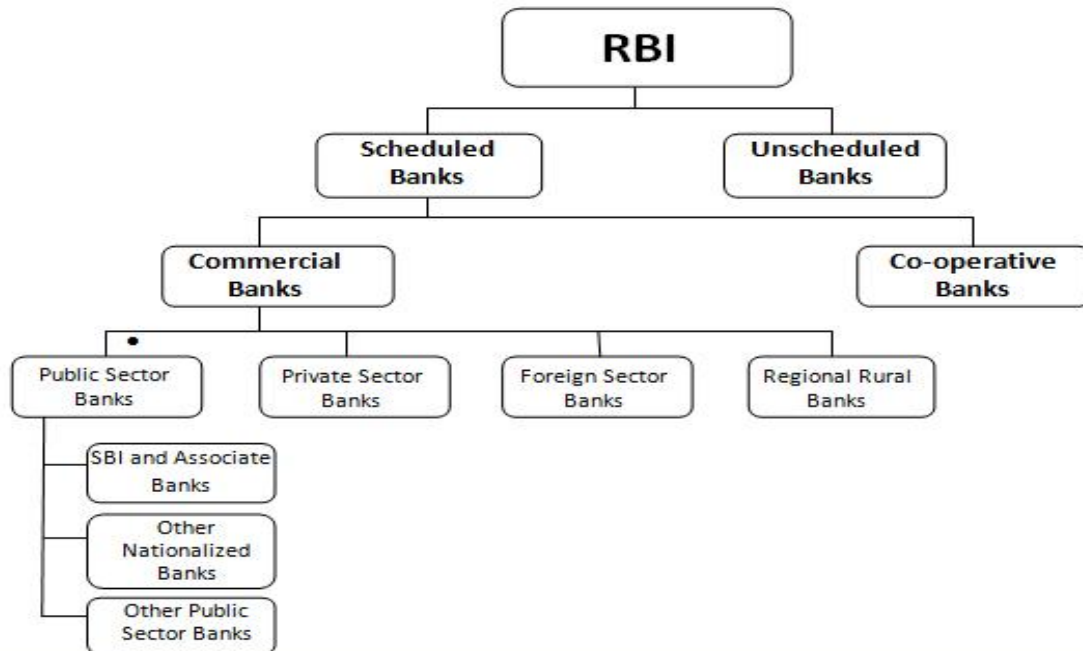 RBI
Scheduled
Banks
Unscheduled
Banks
Commercial
Banks
Co-operative
Banks
Public Sector
Banks
Private Sector
Banks
Foreign Sector
Banks
Regional Rural
Banks
SBI and Associate
Banks
Other
Nationalized
Banks
Other Public
Sector Banks